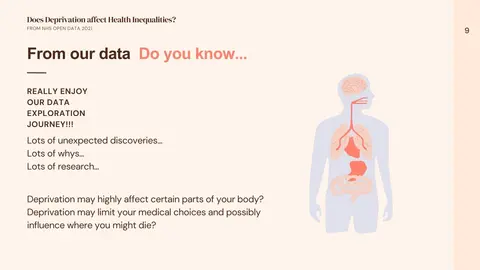 Does Deprivation affect Health Inequalities?
FROM NHS OPEN DATA 2021
9
From our data Do you know...
REALLY ENJOY
OUR DATA
EXPLORATION
JOURNEY!!!
Lots of unexpected discoveries...
Lots of whys...
Lots of research...
Deprivation may highly affect certain parts of your body?
Deprivation may limit your medical choices and possibly
influence where you might die?